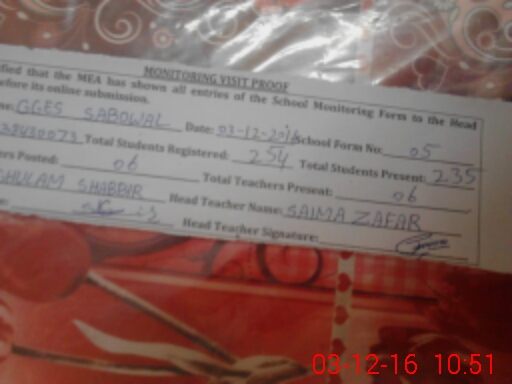 MONITORING VISIT PROOF
fied that the MEA has shown all entries of the School Monitoring Form to the Head
efore its online submission.
e: GGES SABOWAL Date: 03-12-2016 School Form No: 05
Total Students Registered: 254 Total Students Present: 235
ers Posted: 06 Total Teachers Present: 06
GHULAM SHABBIR Head Teacher Name: SAIMA ZAFAR
e: Head Teacher Signature:
03-12-16 10:51